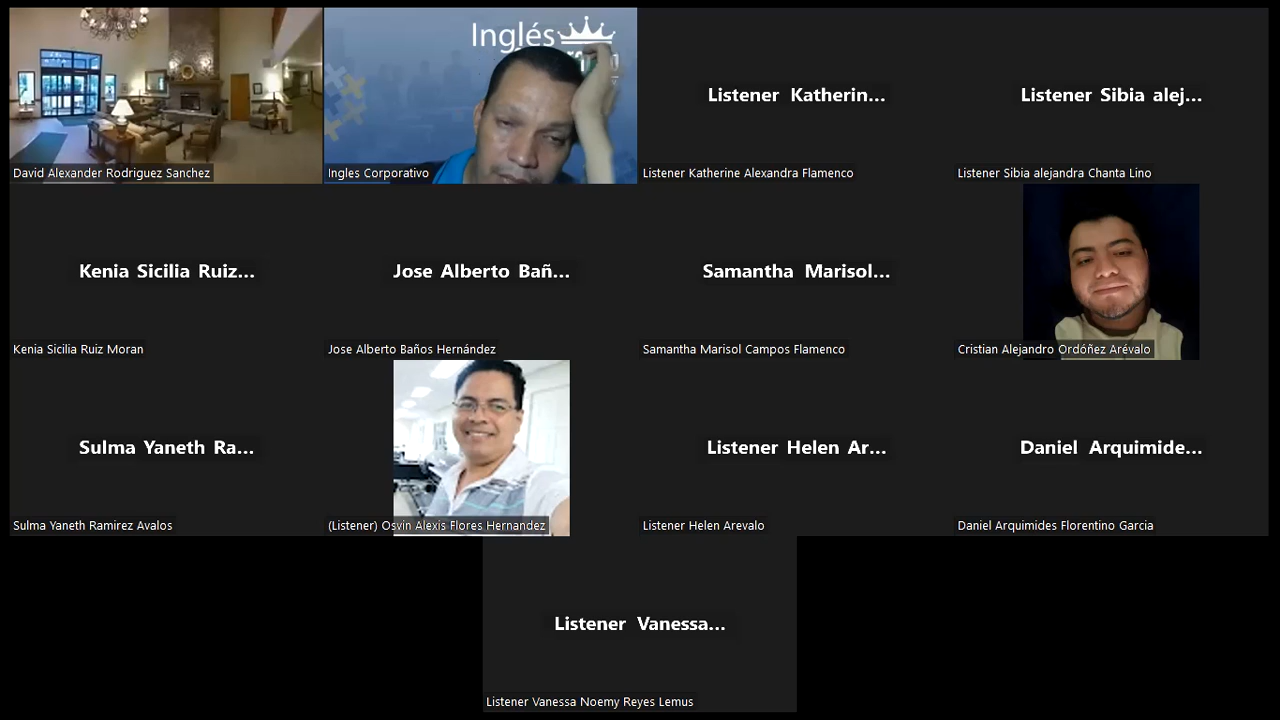 Inglés
David Alexander Rodriguez Sanchez
Ingles Corporativo
Listener Katherin...
Listener Katherine Alexandra Flamenco
Listener Sibia alej...
Listener Sibia alejandra Chanta Lino
Kenia Sicilia Ruiz...
Kenia Sicilia Ruiz Moran
Jose Alberto Bañ...
Jose Alberto Baños Hernández
Samantha Marisol...
Samantha Marisol Campos Flamenco
Cristian Alejandro Ordóñez Arévalo
Sulma Yaneth Ra...
Sulma Yaneth Ramirez Avalos
(Listener) Osvin Alexis Flores Hernandez
Listener Helen Ar...
Listener Helen Arevalo
Daniel Arquimide...
Daniel Arquimides Florentino Garcia
Listener Vanessa...
Listener Vanessa Noemy Reyes Lemus